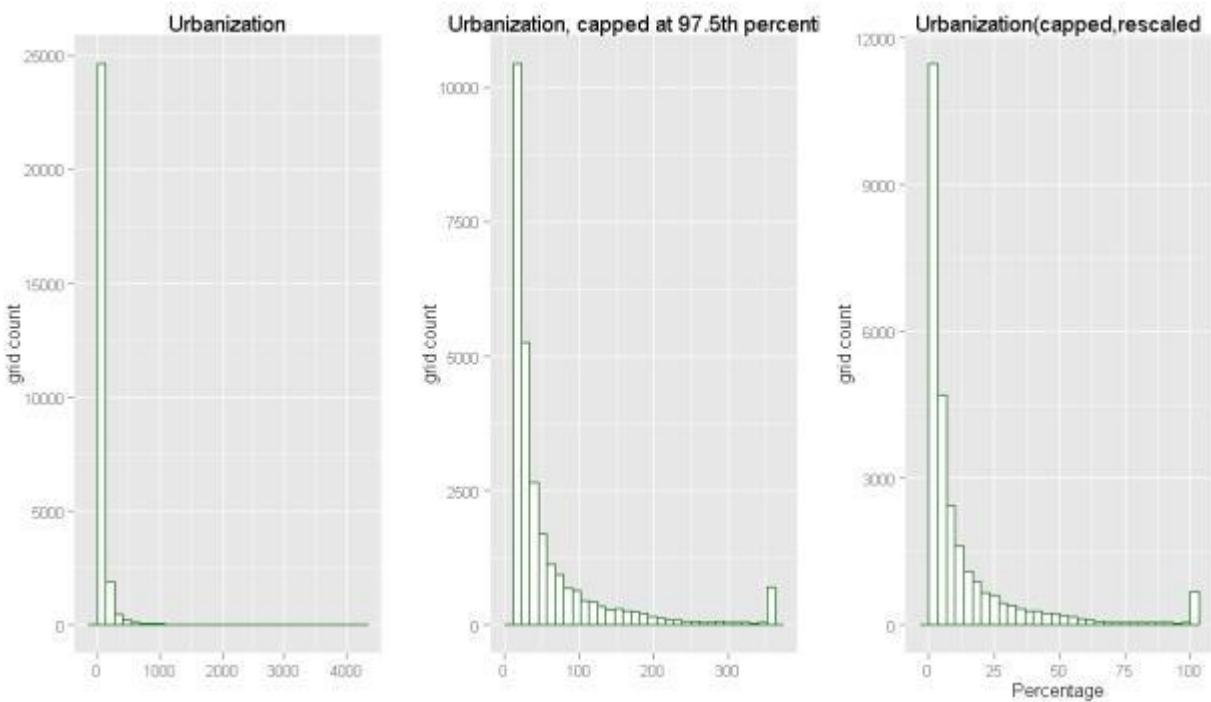 Urbanization
25000
20000
15000
10000
5000
0
grid count
0 1000 2000 3000 4000
Urbanization, capped at 97.5th percenti
10000
7500
5000
2500
0
grid count
0 100 200 300
Urbanization(capped,rescaled
12000
9000
6000
3000
0
grid count
0 25 50 75 100
Percentage